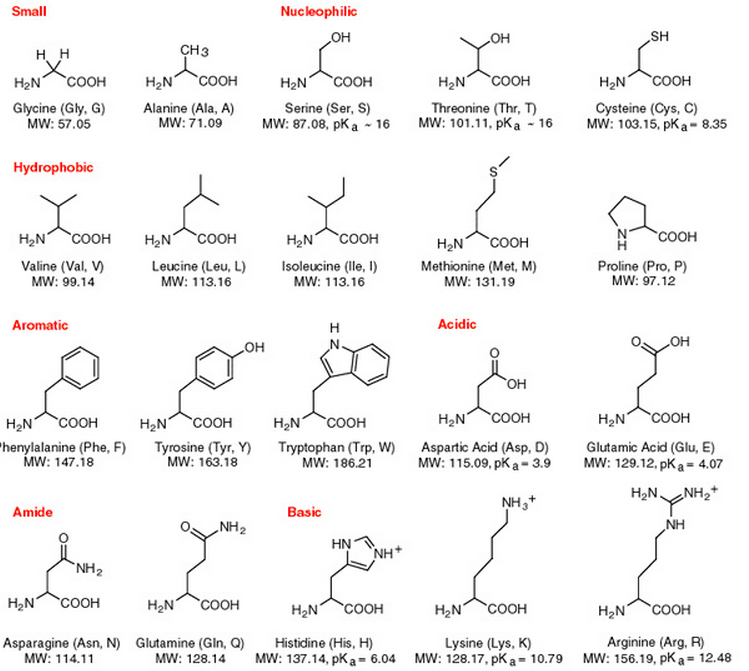 Small
Nucleophilic
H H
H₂N COOH
CH3
H₂N COOH
OH
H₂N COOH
OH
H₂N COOH
SH
H₂N COOH
Glycine (Gly, G)
MW: 57.05
Alanine (Ala, A)
MW: 71.09
Serine (Ser, S)
MW: 87.08, pKa ~ 16
Threonine (Thr, T)
MW: 101.11, pKa ~ 16
Cysteine (Cys, C)
MW: 103.15, pKa = 8.35
Hydrophobic
H₂N COOH
H₂N COOH
H₂N COOH
S
H₂N COOH
N
H
COOH
Valine (Val, V)
MW: 99.14
Leucine (Leu, L)
MW: 113.16
Isoleucine (Ile, I)
MW: 113.16
Methionine (Met, M)
MW: 131.19
Proline (Pro, P)
MW: 97.12
Aromatic
Acidic
H₂N COOH
OH
H₂N COOH
H
N
H₂N COOH
O
OH
H₂N COOH
O OH
H₂N COOH
Phenylalanine (Phe, F)
MW: 147.18
Tyrosine (Tyr, Y)
MW: 163.18
Tryptophan (Trp, W)
MW: 186.21
Aspartic Acid (Asp, D)
MW: 115.09, pKa = 3.9
Glutamic Acid (Glu, E)
MW: 129.12, pKa = 4.07
Amide
Basic
O
NH₂
H₂N COOH
O NH₂
H₂N COOH
HN NH+
H₂N COOH
NH₃+
H₂N COOH
H₂N NH₂+
NH
H₂N COOH
Asparagine (Asn, N)
MW: 114.11
Glutamine (Gln, Q)
MW: 128.14
Histidine (His, H)
MW: 137.14, pKa = 6.04
Lysine (Lys, K)
MW: 128.17, pKa = 10.79
Arginine (Arg, R)
MW: 156.19, pKa = 12.48